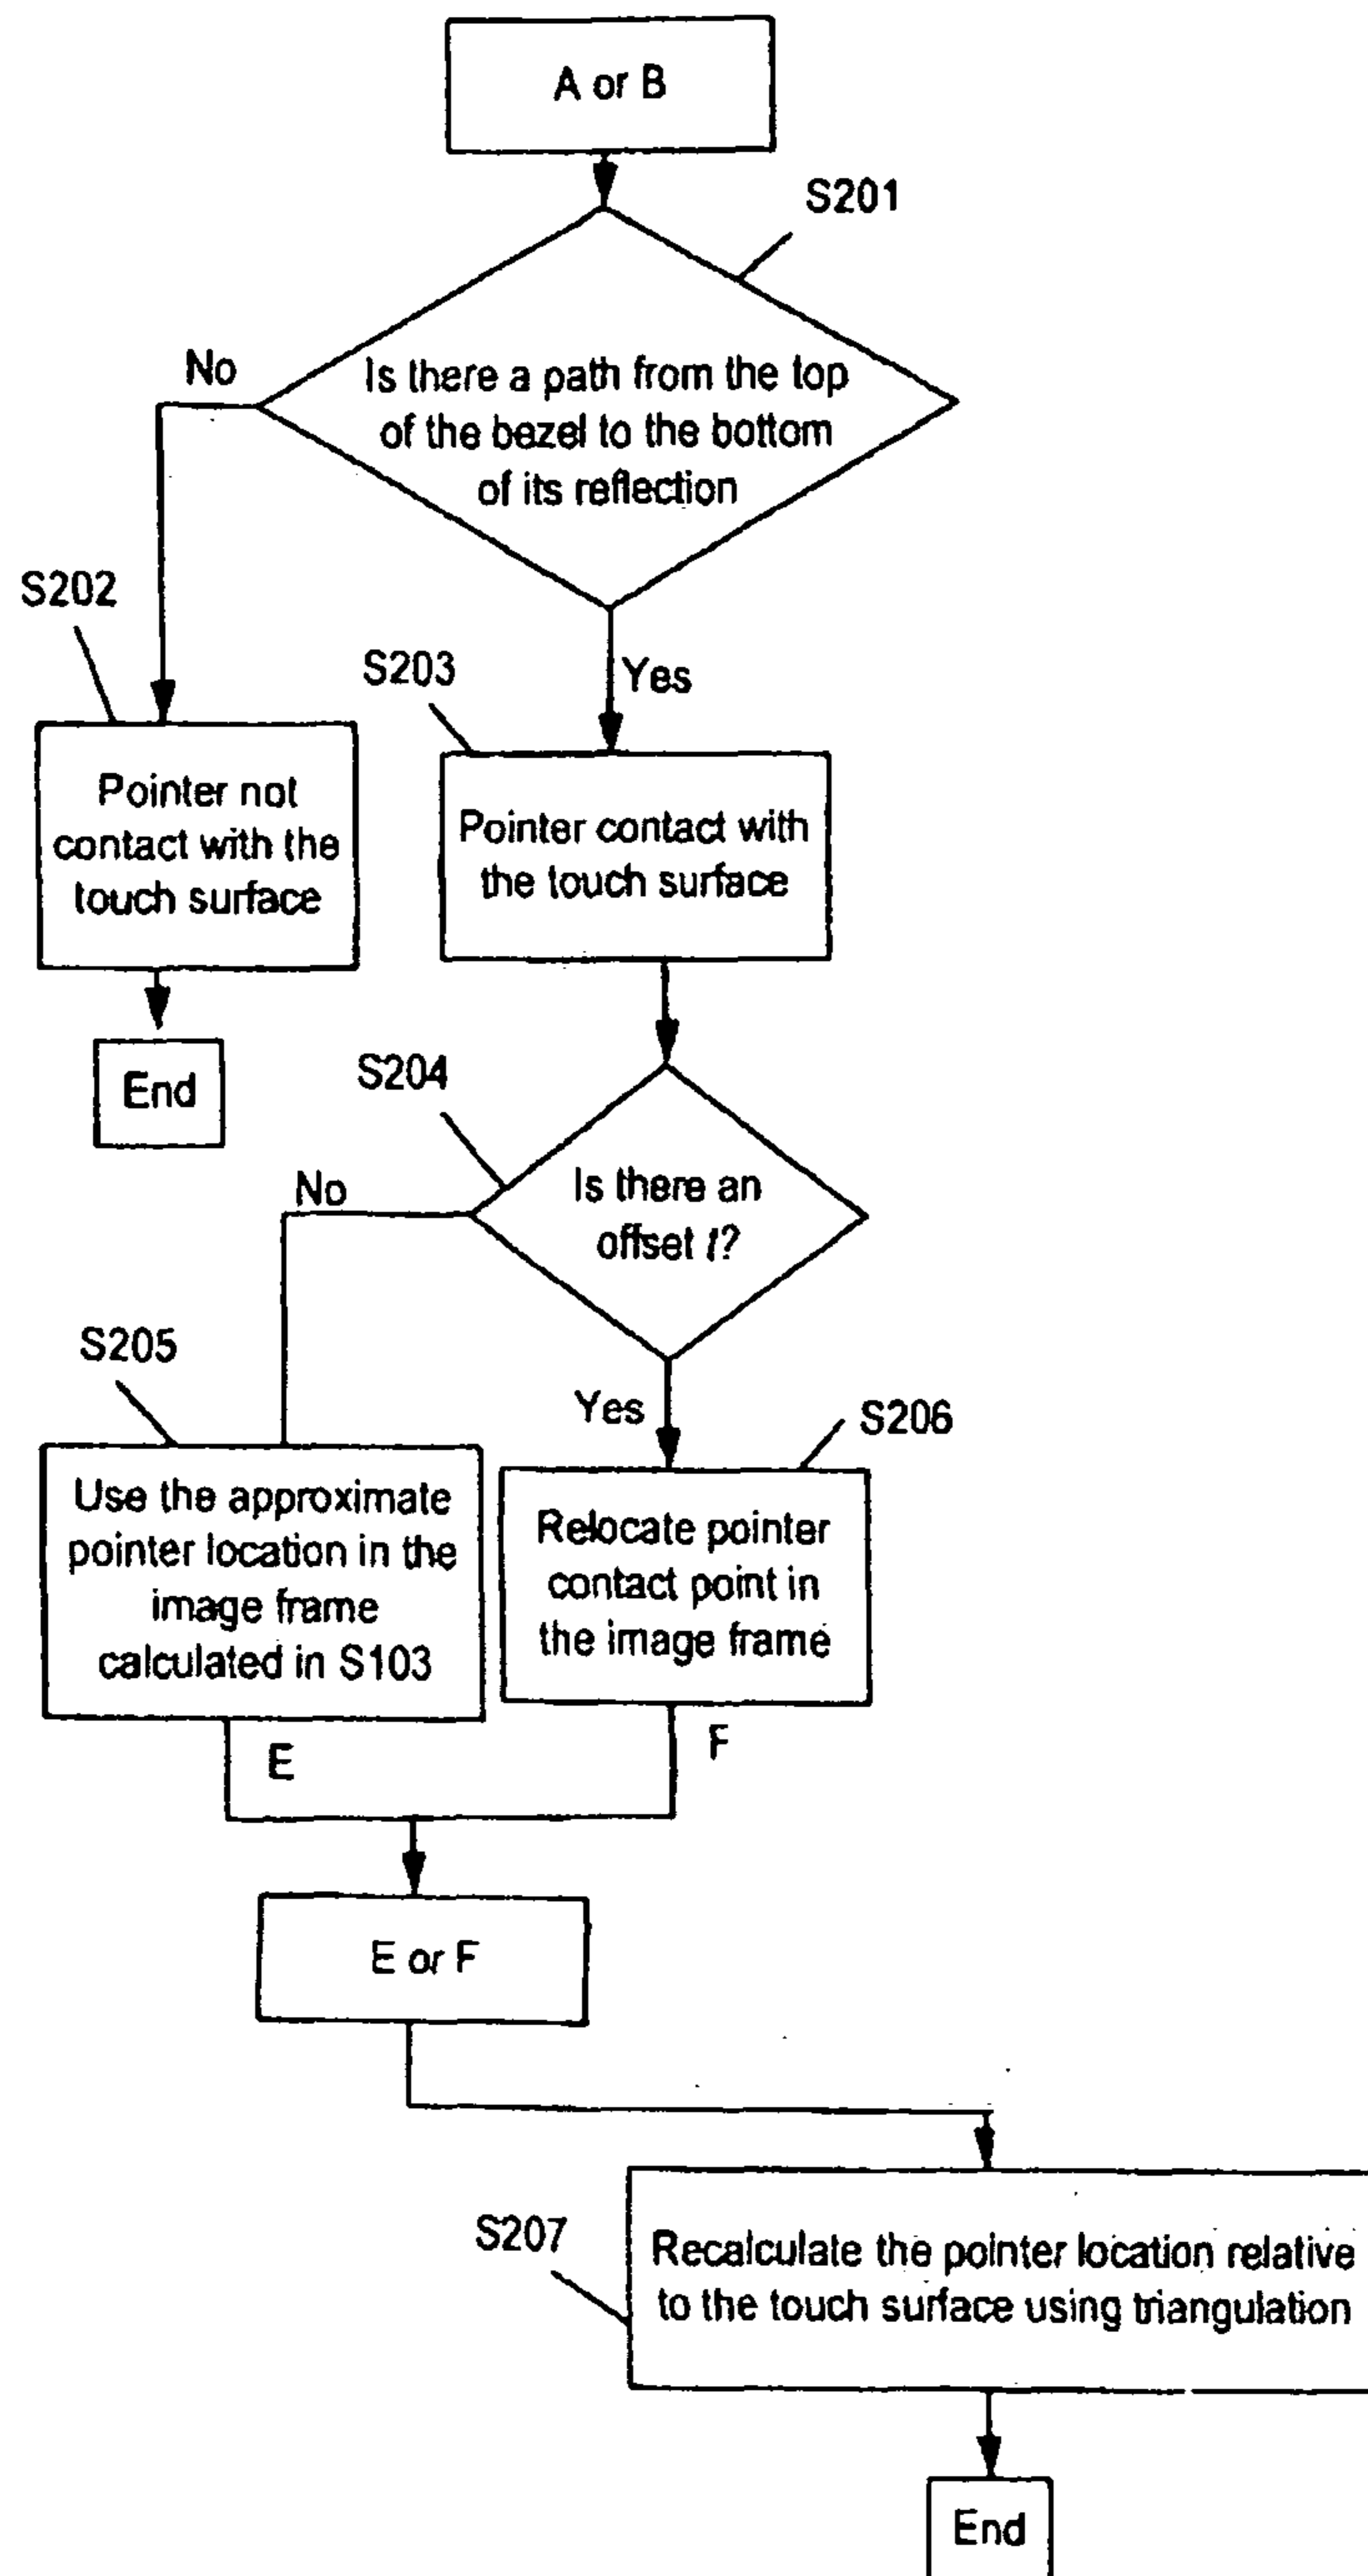 A or B
S201
No
Is there a path from the top
of the bezel to the bottom
of its reflection
S202
S203
Yes
Pointer not
contact with the
touch surface
Pointer contact with
the touch surface
End
S204
No
Is there an
offset t?
S205
Yes
S206
Use the approximate
pointer location in the
image frame
calculated in S103
Relocate pointer
contact point in
the image frame
E
F
E or F
S207
Recalculate the pointer location relative
to the touch surface using triangulation
End